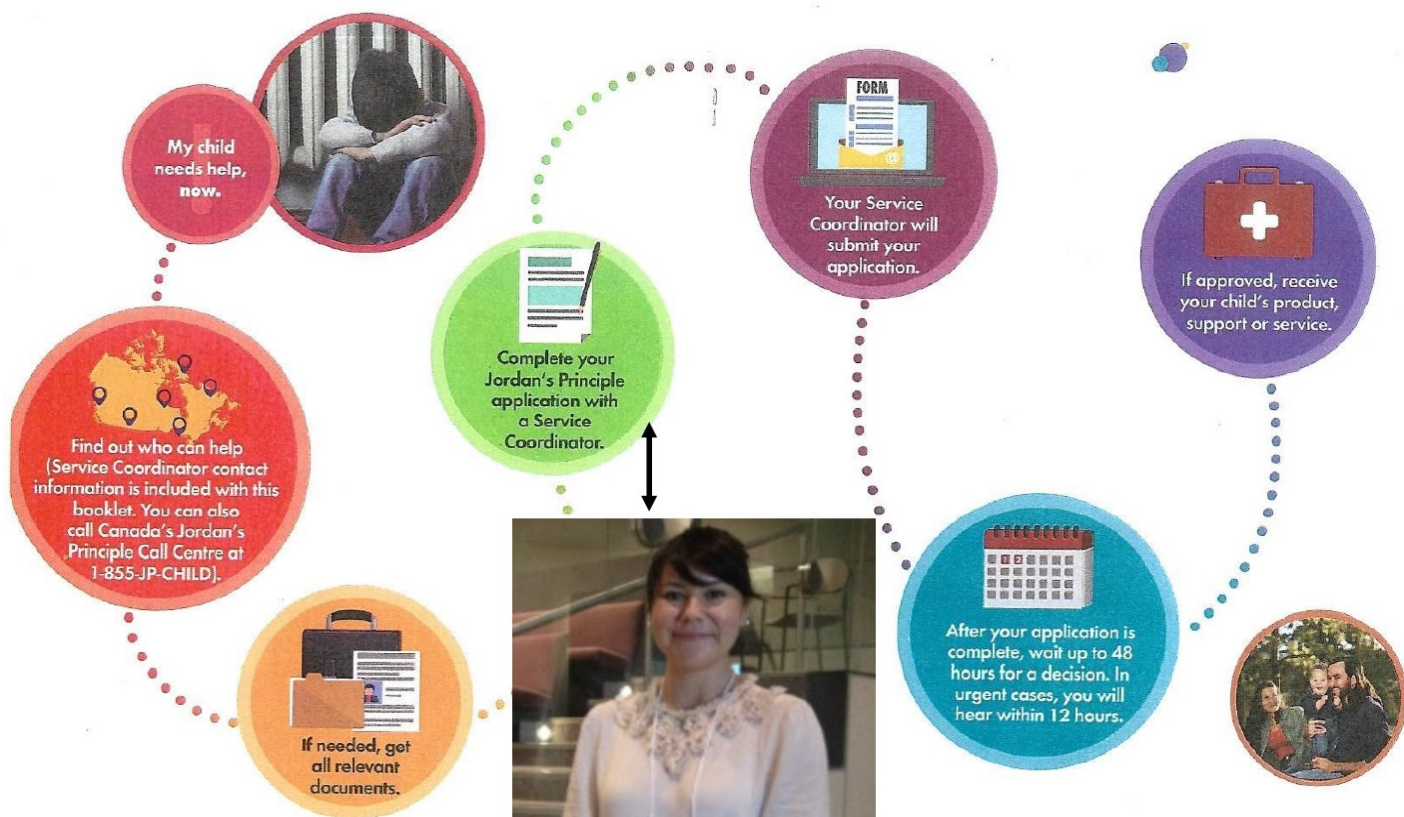 My child
needs help,
now.
Find out who can help
(Service Coordinator contact
information is included with this
booklet. You can also
call Canada's Jordan's
Principle Call Centre at
1-855-JP-CHILD).
If needed, get
all relevant
documents.
Complete your
Jordan's Principle
application with
a Service
Coordinator.
FORM
@
Your Service
Coordinator will
submit your
application.
1 2
After your application is
complete, wait up to 48
hours for a decision. In
urgent cases, you will
hear within 12 hours.
If approved, receive
your child's product,
support or service.